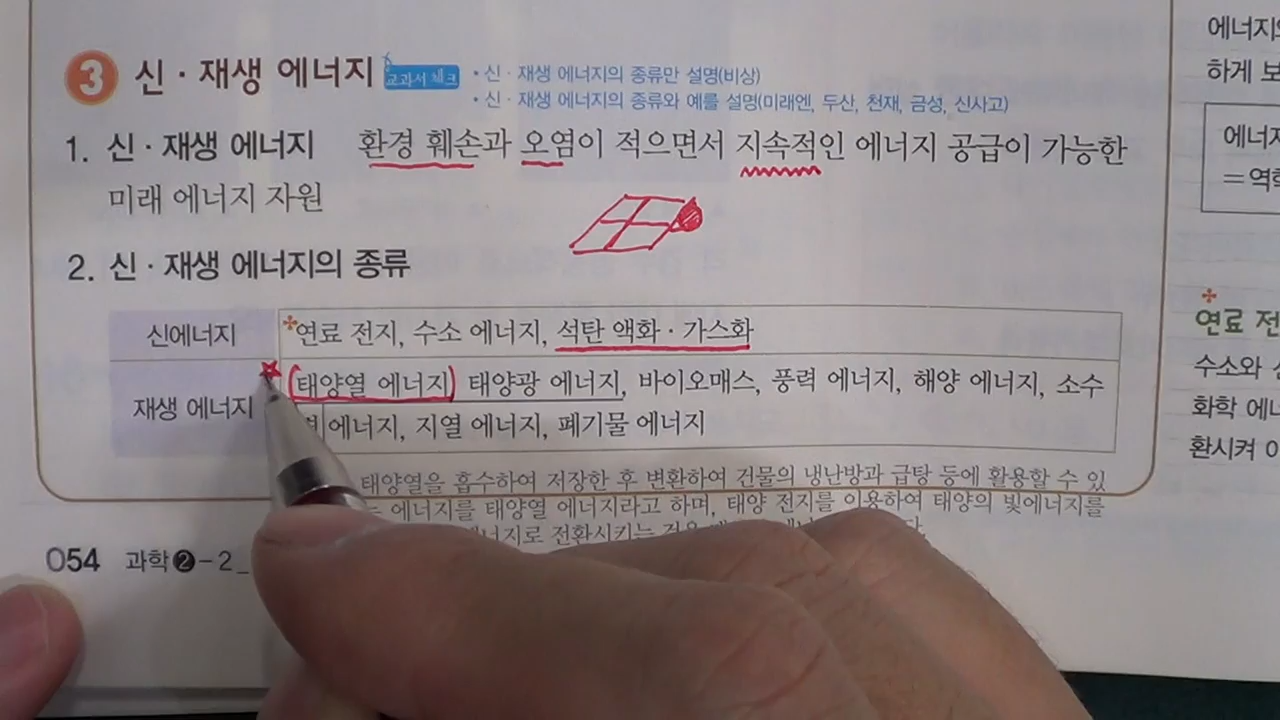 3 신 · 재생 에너지 교과서 체크
• 신 · 재생 에너지의 종류만 설명(비상)
• 신 · 재생 에너지의 종류와 예를 설명(미래엔, 두산, 천재, 금성, 신사고)
1. 신 · 재생 에너지 환경 훼손과 오염이 적으면서 지속적인 에너지 공급이 가능한
미래 에너지 자원
2. 신 · 재생 에너지의 종류
신에너지 *연료 전지, 수소 에너지, 석탄 액화 · 가스화
재생 에너지 태양열 에너지 태양광 에너지, 바이오매스, 풍력 에너지, 해양 에너지, 소수
에너지, 지열 에너지, 폐기물 에너지
태양열을 흡수하여 저장한 후 변환하여 건물의 냉난방과 급탕 등에 활용할 수 있
에너지를 태양열 에너지라고 하며, 태양 전지를 이용하여 태양의 빛에너지를
전환시키는
054 과학❷-2_
에너지
하게 보
에너지
=역학
*
연료 전
수소와
화학 에너
환시켜